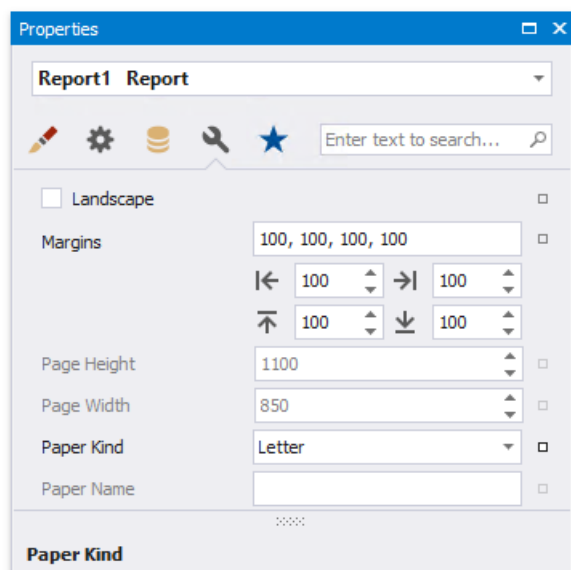 Properties
Report1 Report
Enter text to search...
Landscape
Margins 100, 100, 100, 100
100 100
100 100
Page Height 1100
Page Width 850
Paper Kind Letter
Paper Name
Paper Kind